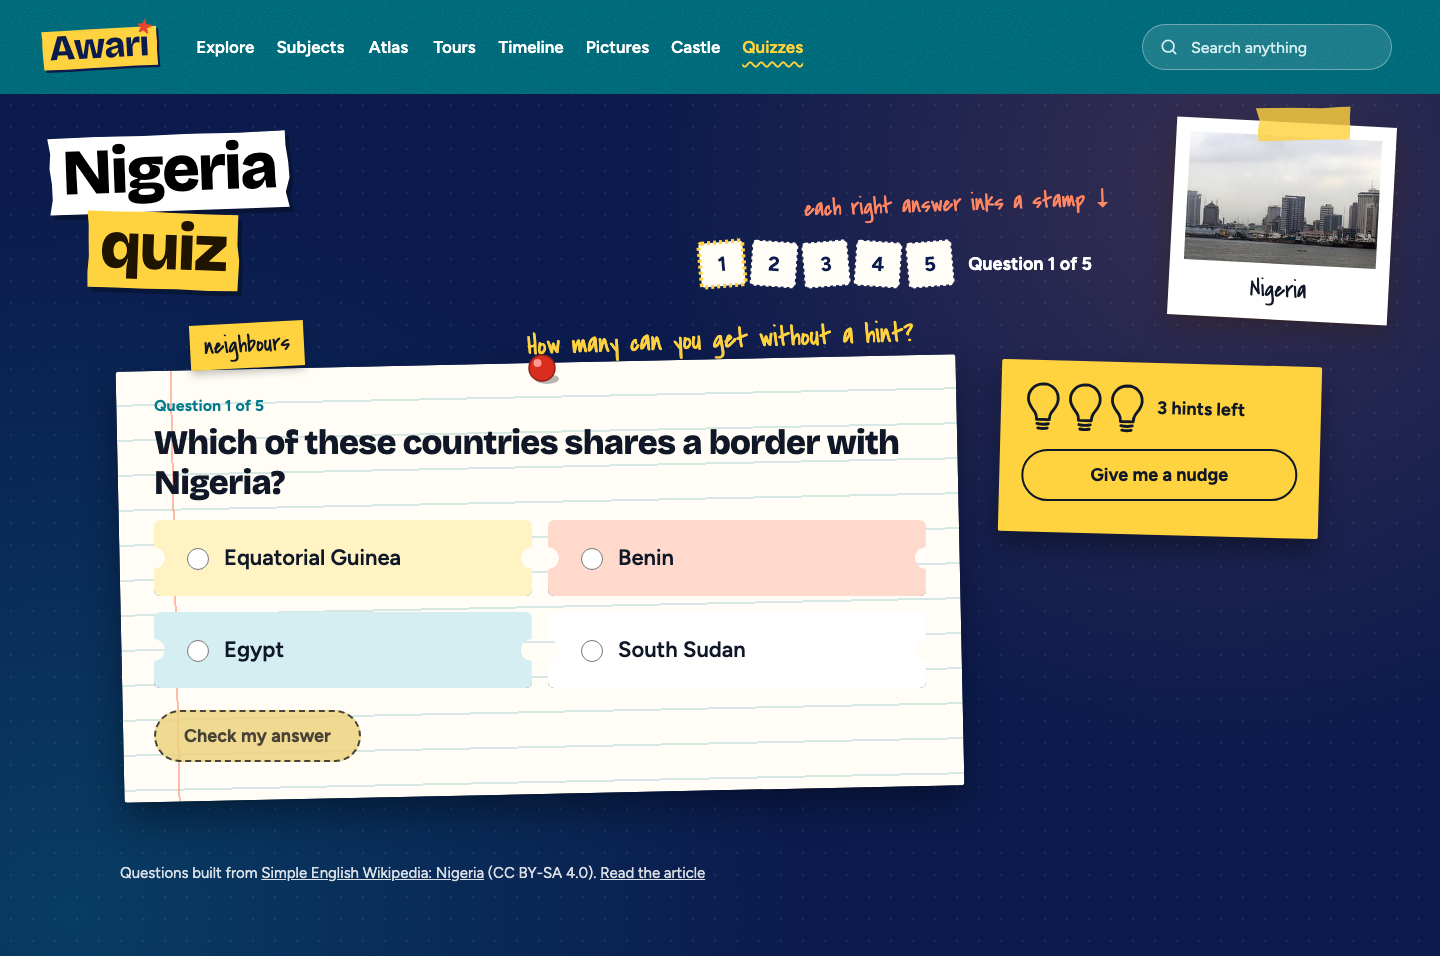 Awari
Explore Subjects Atlas Tours Timeline Pictures Castle Quizzes
Search anything
Nigeria
quiz
each right answer inks a stamp ↓
1 2 3 4 5 Question 1 of 5
Nigeria
neighbours
How many can you get without a hint?
Question 1 of 5
Which of these countries shares a border with
Nigeria?
Equatorial Guinea
Benin
Egypt
South Sudan
Check my answer
3 hints left
Give me a nudge
Questions built from Simple English Wikipedia: Nigeria (CC BY-SA 4.0). Read the article